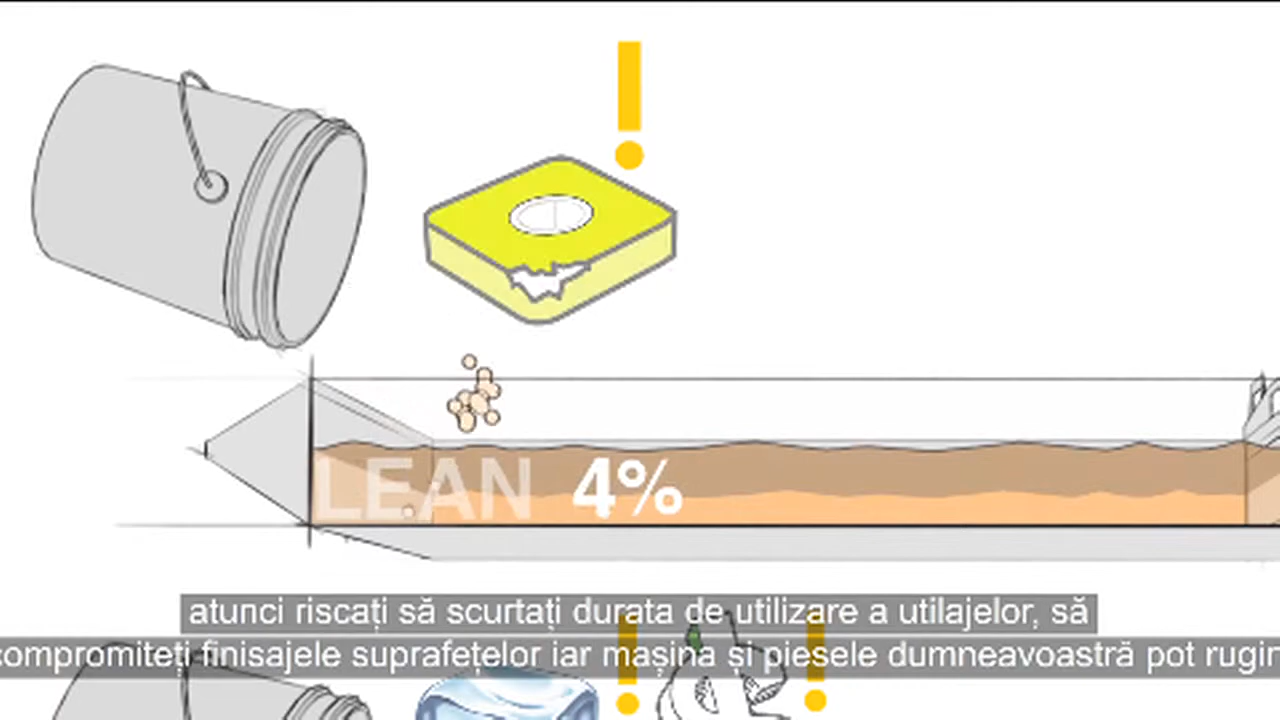 LEAN 4%
atunci riscați să scurtați durata de utilizare a utilajelor, să
compromiteți finisajele suprafețelor iar mașina și piesele dumneavoastră pot rugin